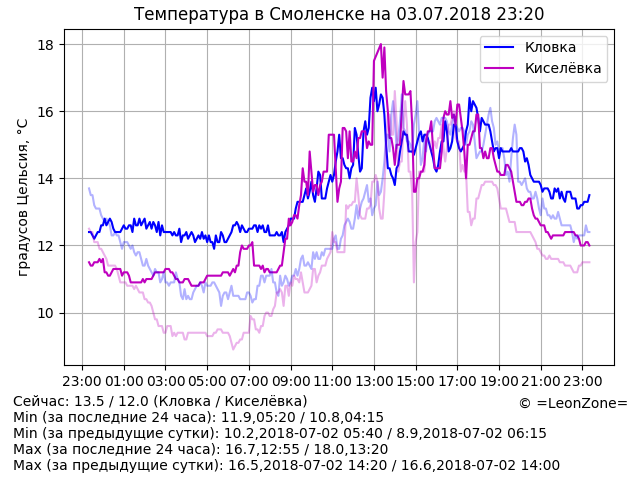 Температура в Смоленске на 03.07.2018 23:20
Кловка
Киселёвка
градусов Цельсия, °C
18
16
14
12
10
23:00 01:00 03:00 05:00 07:00 09:00 11:00 13:00 15:00 17:00 19:00 21:00 23:00
Сейчас: 13.5 / 12.0 (Кловка / Киселёвка)
© =LeonZone=
Min (за последние 24 часа): 11.9,05:20 / 10.8,04:15
Min (за предыдущие сутки): 10.2,2018-07-02 05:40 / 8.9,2018-07-02 06:15
Max (за последние 24 часа): 16.7,12:55 / 18.0,13:20
Max (за предыдущие сутки): 16.5,2018-07-02 14:20 / 16.6,2018-07-02 14:00